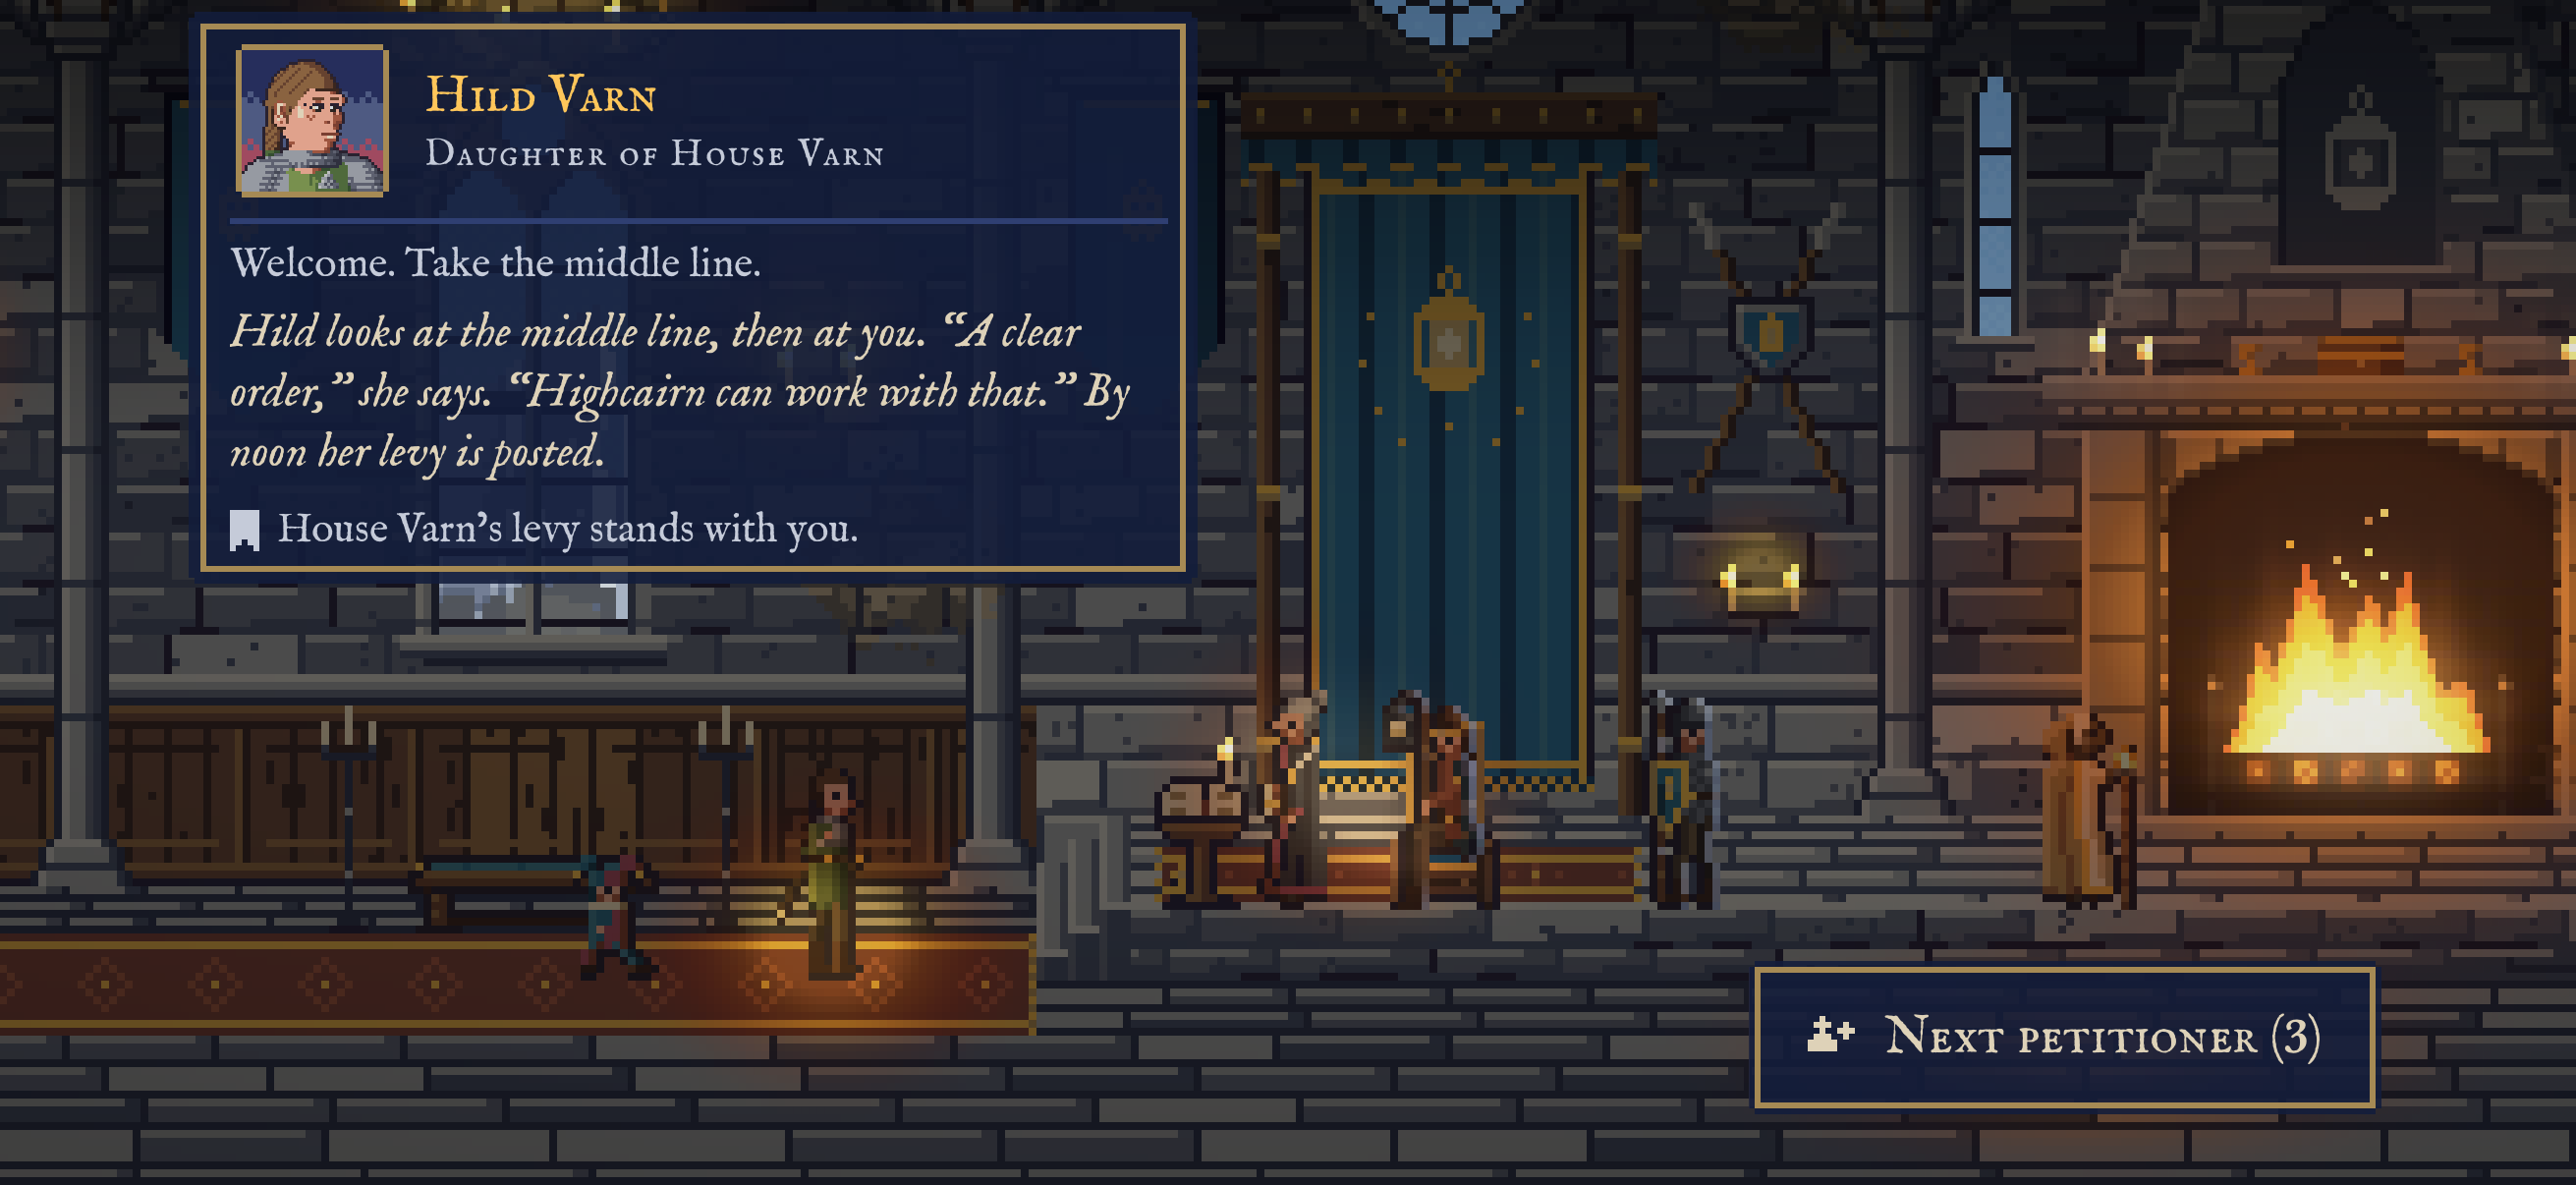 Hild Varn
Daughter of House Varn
Welcome. Take the middle line.
Hild looks at the middle line, then at you. “A clear
order,” she says. “Highcairn can work with that.” By
noon her levy is posted.
House Varn’s levy stands with you.
Next petitioner (3)